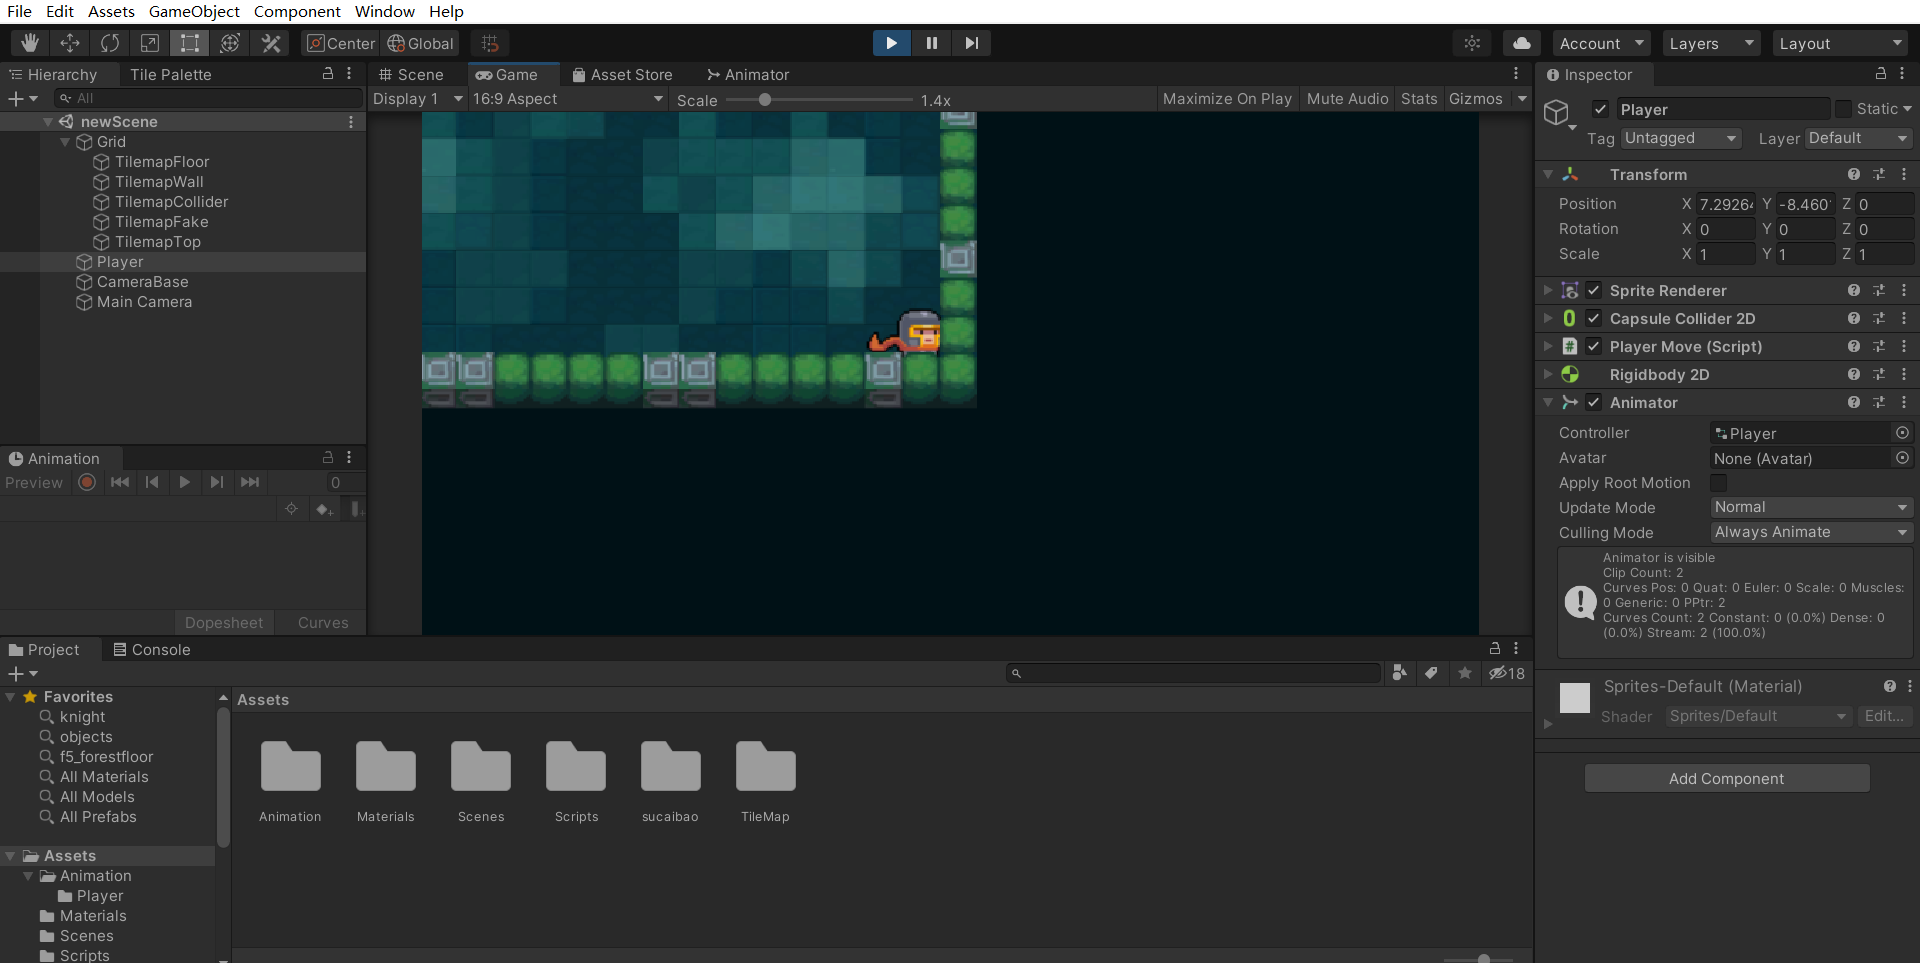 File Edit Assets GameObject Component Window Help
Center Global Account Layers Layout
Hierarchy Tile Palette
All
newScene
Grid
TilemapFloor
TilemapWall
TilemapCollider
TilemapFake
TilemapTop
Player
CameraBase
Main Camera
Animation
Preview 0
Dopesheet Curves
Scene Game Asset Store Animator
Display 1 16:9 Aspect Scale 1.4x Maximize On Play Mute Audio Stats Gizmos
Inspector
Player Static
Tag Untagged Layer Default
Transform
Position X 7.2926 Y -8.460 Z 0
Rotation X 0 Y 0 Z 0
Scale X 1 Y 1 Z 1
Sprite Renderer
Capsule Collider 2D
Player Move (Script)
Rigidbody 2D
Animator
Controller Player
Avatar None (Avatar)
Apply Root Motion
Update Mode Normal
Culling Mode Always Animate
Animator is visible
Clip Count: 2
Curves Pos: 0 Quat: 0 Euler: 0 Scale: 0 Muscles:
0 Generic: 0 PPtr: 2
Curves Count: 2 Constant: 0 (0.0%) Dense: 0
(0.0%) Stream: 2 (100.0%)
Sprites-Default (Material)
Shader Sprites/Default Edit...
Add Component
Project Console
18
Favorites
knight
objects
f5_forestfloor
All Materials
All Models
All Prefabs
Assets
Animation
Player
Materials
Scenes
Scripts
Assets
Animation Materials Scenes Scripts sucaibao TileMap